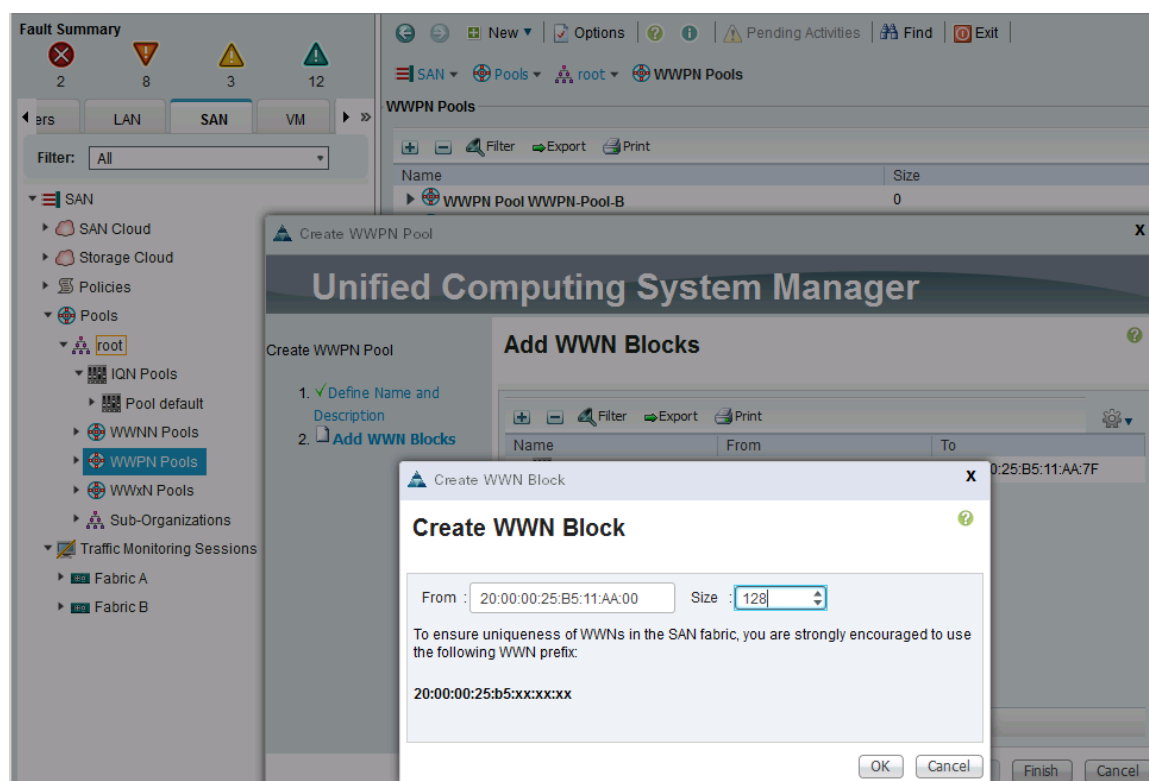 Fault Summary
2 8 3 12
ers LAN SAN VM
Filter: All
SAN
SAN Cloud
Storage Cloud
Policies
Pools
root
IQN Pools
Pool default
WWNN Pools
WWPN Pools
WWxN Pools
Sub-Organizations
Traffic Monitoring Sessions
Fabric A
Fabric B
New Options Pending Activities Find Exit
SAN Pools root WWPN Pools
WWPN Pools
Filter Export Print
Name Size
WWPN Pool WWPN-Pool-B 0
Create WWPN Pool X
Unified Computing System Manager
Create WWPN Pool
1. Define Name and
Description
2. Add WWN Blocks
Add WWN Blocks
Filter Export Print
Name From To
0:25:B5:11:AA:7F
Create WWN Block X
Create WWN Block
From : 20:00:00:25:B5:11:AA:00 Size : 128
To ensure uniqueness of WWNs in the SAN fabric, you are strongly encouraged to use
the following WWN prefix:
20:00:00:25:b5:xx:xx:xx
OK Cancel
Finish Cancel